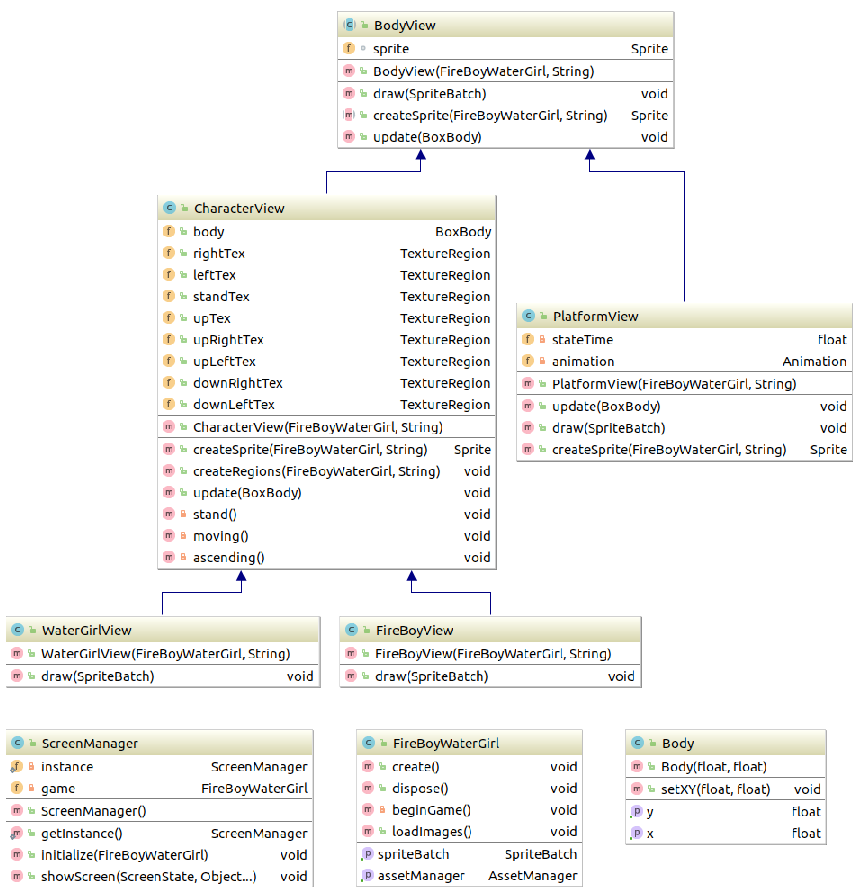 BodyView
sprite Sprite
BodyView(FireBoyWaterGirl, String)
draw(SpriteBatch) void
createSprite(FireBoyWaterGirl, String) Sprite
update(BoxBody) void
CharacterView
body BoxBody
rightTex TextureRegion
leftTex TextureRegion
standTex TextureRegion
upTex TextureRegion
upRightTex TextureRegion
upLeftTex TextureRegion
downRightTex TextureRegion
downLeftTex TextureRegion
CharacterView(FireBoyWaterGirl, String)
createSprite(FireBoyWaterGirl, String) Sprite
createRegions(FireBoyWaterGirl, String) void
update(BoxBody) void
stand() void
moving() void
ascending() void
PlatformView
stateTime float
animation Animation
PlatformView(FireBoyWaterGirl, String)
update(BoxBody) void
draw(SpriteBatch) void
createSprite(FireBoyWaterGirl, String) Sprite
WaterGirlView
WaterGirlView(FireBoyWaterGirl, String)
draw(SpriteBatch) void
FireBoyView
FireBoyView(FireBoyWaterGirl, String)
draw(SpriteBatch) void
ScreenManager
instance ScreenManager
game FireBoyWaterGirl
ScreenManager()
getInstance() ScreenManager
initialize(FireBoyWaterGirl) void
showScreen(ScreenState, Object...) void
FireBoyWaterGirl
create() void
dispose() void
beginGame() void
loadImages() void
spriteBatch SpriteBatch
assetManager AssetManager
Body
Body(float, float)
setXY(float, float) void
y float
x float